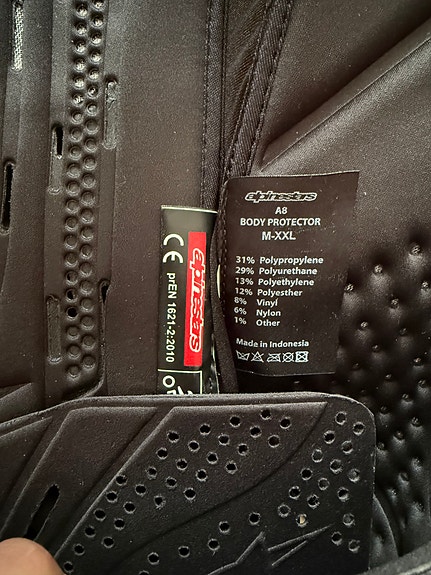 alpinestars
A8
BODY PROTECTOR
M-XXL
31% Polypropylene
29% Polyurethane
13% Polyethylene
12% Polyesther
8% Vinyl
6% Nylon
1% Other
Made in Indonesia
alpinestars
CE
prEN 1621-2:2010